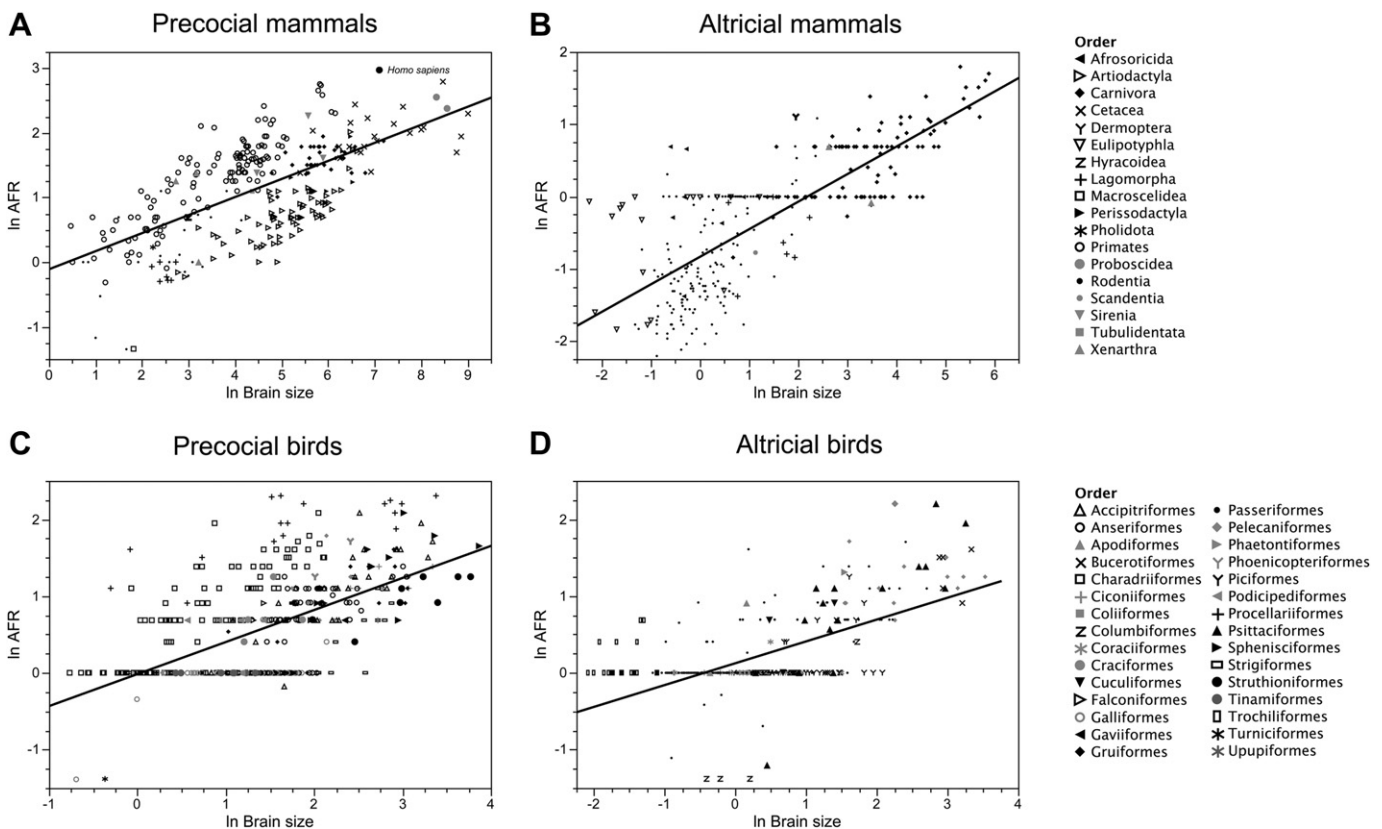 A
Precocial mammals
3
2
1
0
-1
ln AFR
Homo sapiens
0 1 2 3 4 5 6 7 8 9
ln Brain size
B
Altricial mammals
2
1
0
-1
-2
ln AFR
-2 -1 0 1 2 3 4 5 6
ln Brain size
Order
Afrosoricida
Artiodactyla
Carnivora
Cetacea
Dermoptera
Eulipotyphla
Hyracoidea
Lagomorpha
Macroscelidea
Perissodactyla
Pholidota
Primates
Proboscidea
Rodentia
Scandentia
Sirenia
Tubulidentata
Xenarthra
C
Precocial birds
2
1
0
-1
ln AFR
-1 0 1 2 3 4
ln Brain size
D
Altricial birds
2
1
0
-1
ln AFR
-2 -1 0 1 2 3 4
ln Brain size
Order
Accipitriformes
Anseriformes
Apodiformes
Bucerotiformes
Charadriiformes
Ciconiiformes
Coliiformes
Columbiformes
Coraciiformes
Craciformes
Cuculiformes
Falconiformes
Galliformes
Gaviiformes
Gruiformes
Passeriformes
Pelecaniformes
Phaetontiformes
Phoenicopteriformes
Piciformes
Podicipediformes
Procellariiformes
Psittaciformes
Sphenisciformes
Strigiformes
Struthioniformes
Tinamiformes
Trochiliformes
Turniciformes
Upupiformes